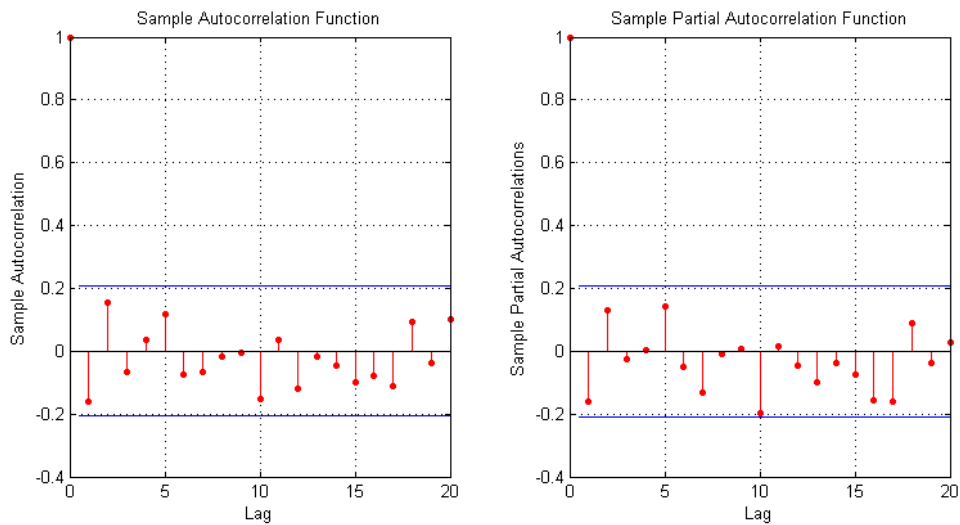 Sample Autocorrelation Function
1
0.8
0.6
0.4
0.2
0
-0.2
-0.4
0 5 10 15 20
Lag
Sample Autocorrelation
Sample Partial Autocorrelation Function
1
0.8
0.6
0.4
0.2
0
-0.2
-0.4
0 5 10 15 20
Lag
Sample Partial Autocorrelations